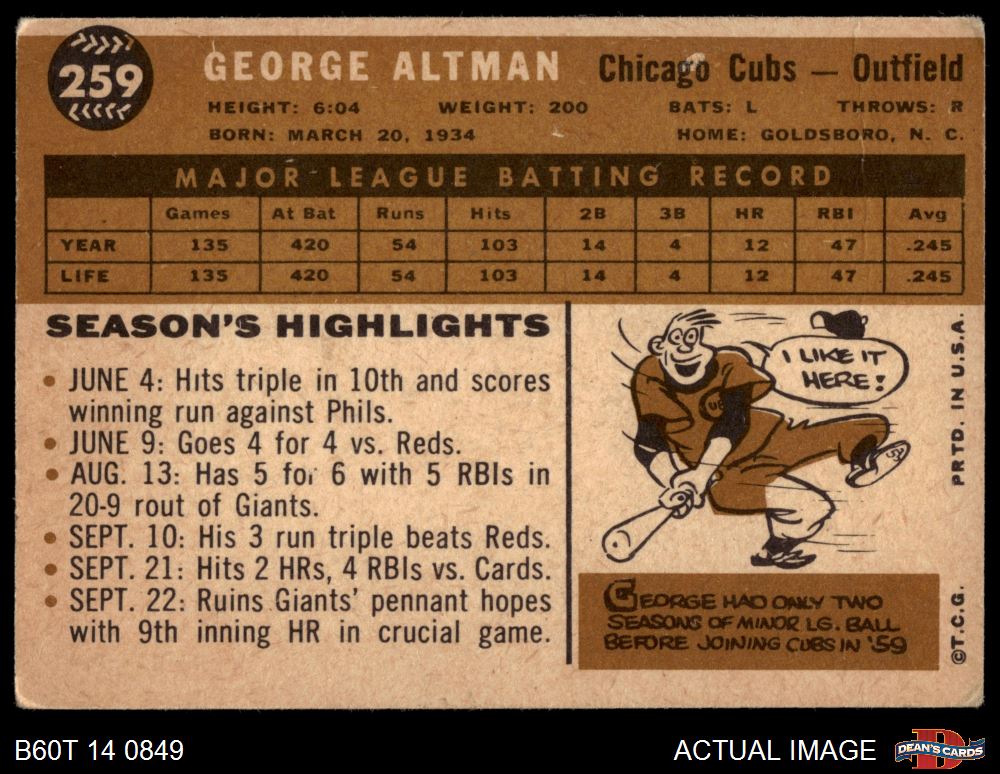 259
GEORGE ALTMAN Chicago Cubs — Outfield
HEIGHT: 6:04 WEIGHT: 200 BATS: L THROWS: R
BORN: MARCH 20, 1934 HOME: GOLDSBORO, N. C.
MAJOR LEAGUE BATTING RECORD
Games At Bat Runs Hits 2B 3B HR RBI Avg
YEAR 135 420 54 103 14 4 12 47 .245
LIFE 135 420 54 103 14 4 12 47 .245
SEASON'S HIGHLIGHTS
• JUNE 4: Hits triple in 10th and scores
winning run against Phils.
• JUNE 9: Goes 4 for 4 vs. Reds.
• AUG. 13: Has 5 for 6 with 5 RBIs in
20-9 rout of Giants.
• SEPT. 10: His 3 run triple beats Reds.
• SEPT. 21: Hits 2 HRs, 4 RBIs vs. Cards.
• SEPT. 22: Ruins Giants' pennant hopes
with 9th inning HR in crucial game.
I LIKE IT
HERE!
GEORGE HAD ONLY TWO
SEASONS OF MINOR LG. BALL
BEFORE JOINING CUBS IN '59
©T.C.G. PRTD. IN U.S.A.
B60T 14 0849
ACTUAL IMAGE
DEAN'S CARDS